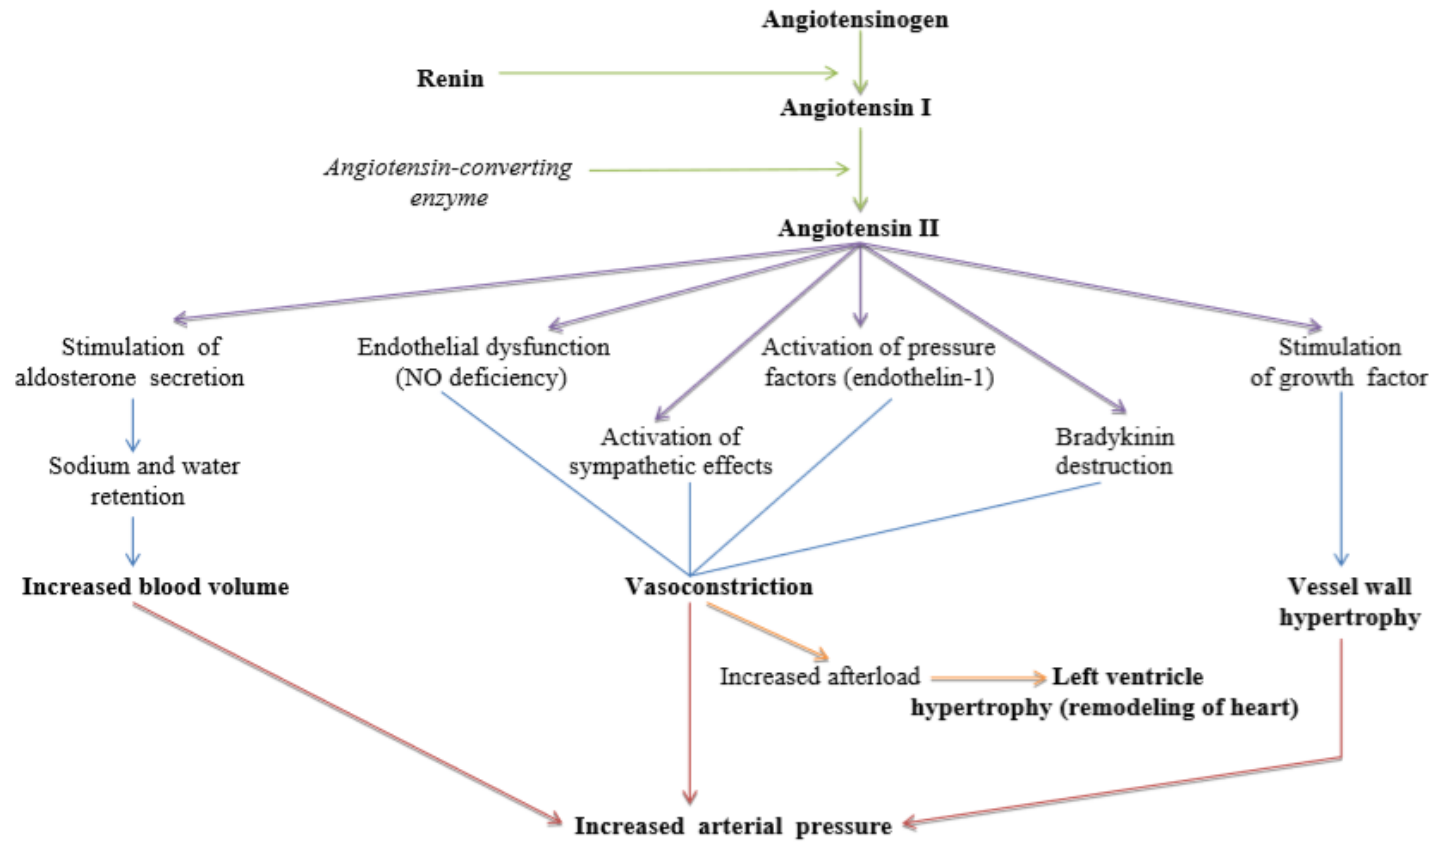 Angiotensinogen
Renin
Angiotensin I
Angiotensin-converting
enzyme
Angiotensin II
Stimulation of
aldosterone secretion
Endothelial dysfunction
(NO deficiency)
Activation of pressure
factors (endothelin-1)
Stimulation
of growth factor
Activation of
sympathetic effects
Bradykinin
destruction
Sodium and water
retention
Increased blood volume
Vasoconstriction
Vessel wall
hypertrophy
Increased afterload
Left ventricle
hypertrophy (remodeling of heart)
Increased arterial pressure